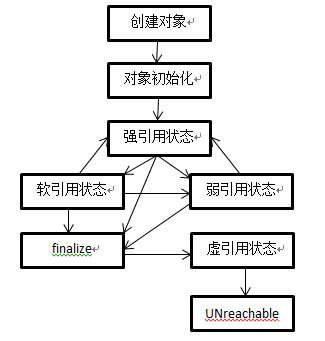 创建对象
对象初始化
强引用状态
软引用状态
弱引用状态
finalize
虚引用状态
UNreachable